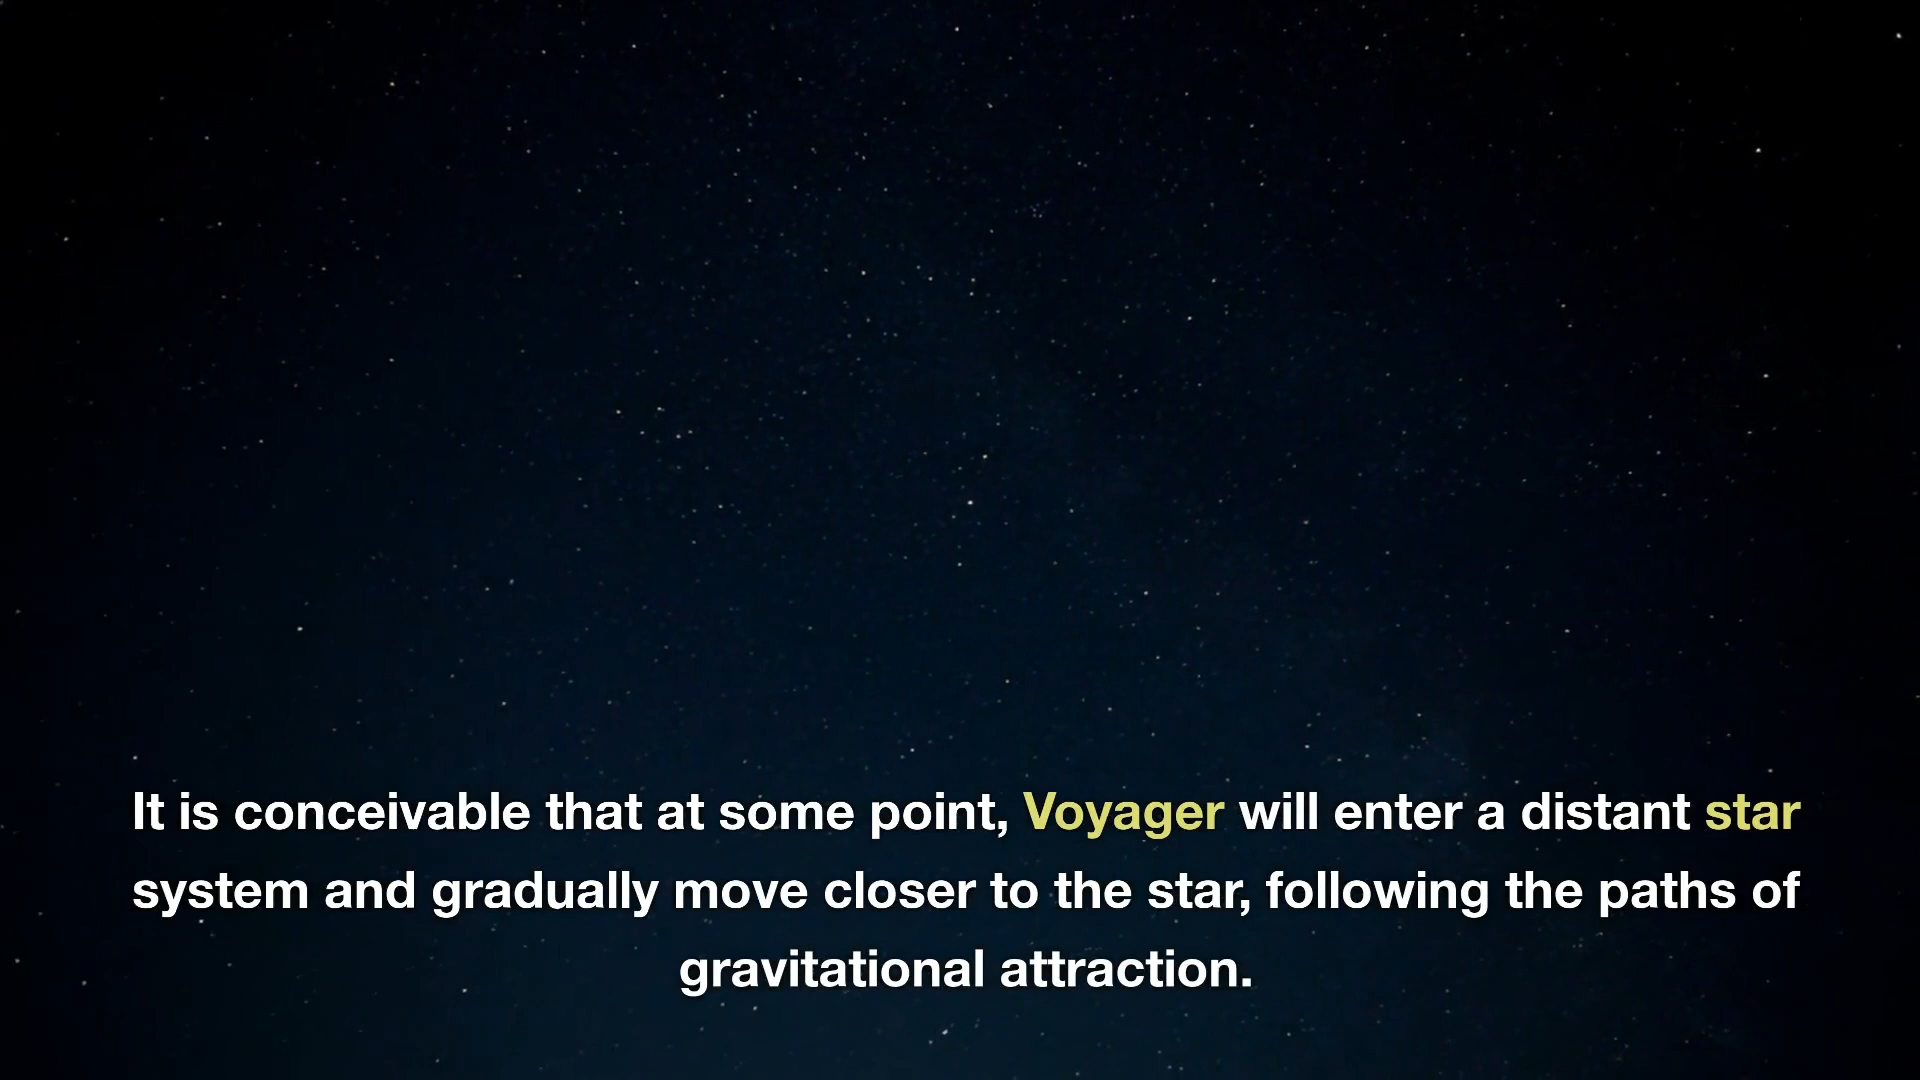 It is conceivable that at some point, Voyager will enter a distant star
system and gradually move closer to the star, following the paths of
gravitational attraction.